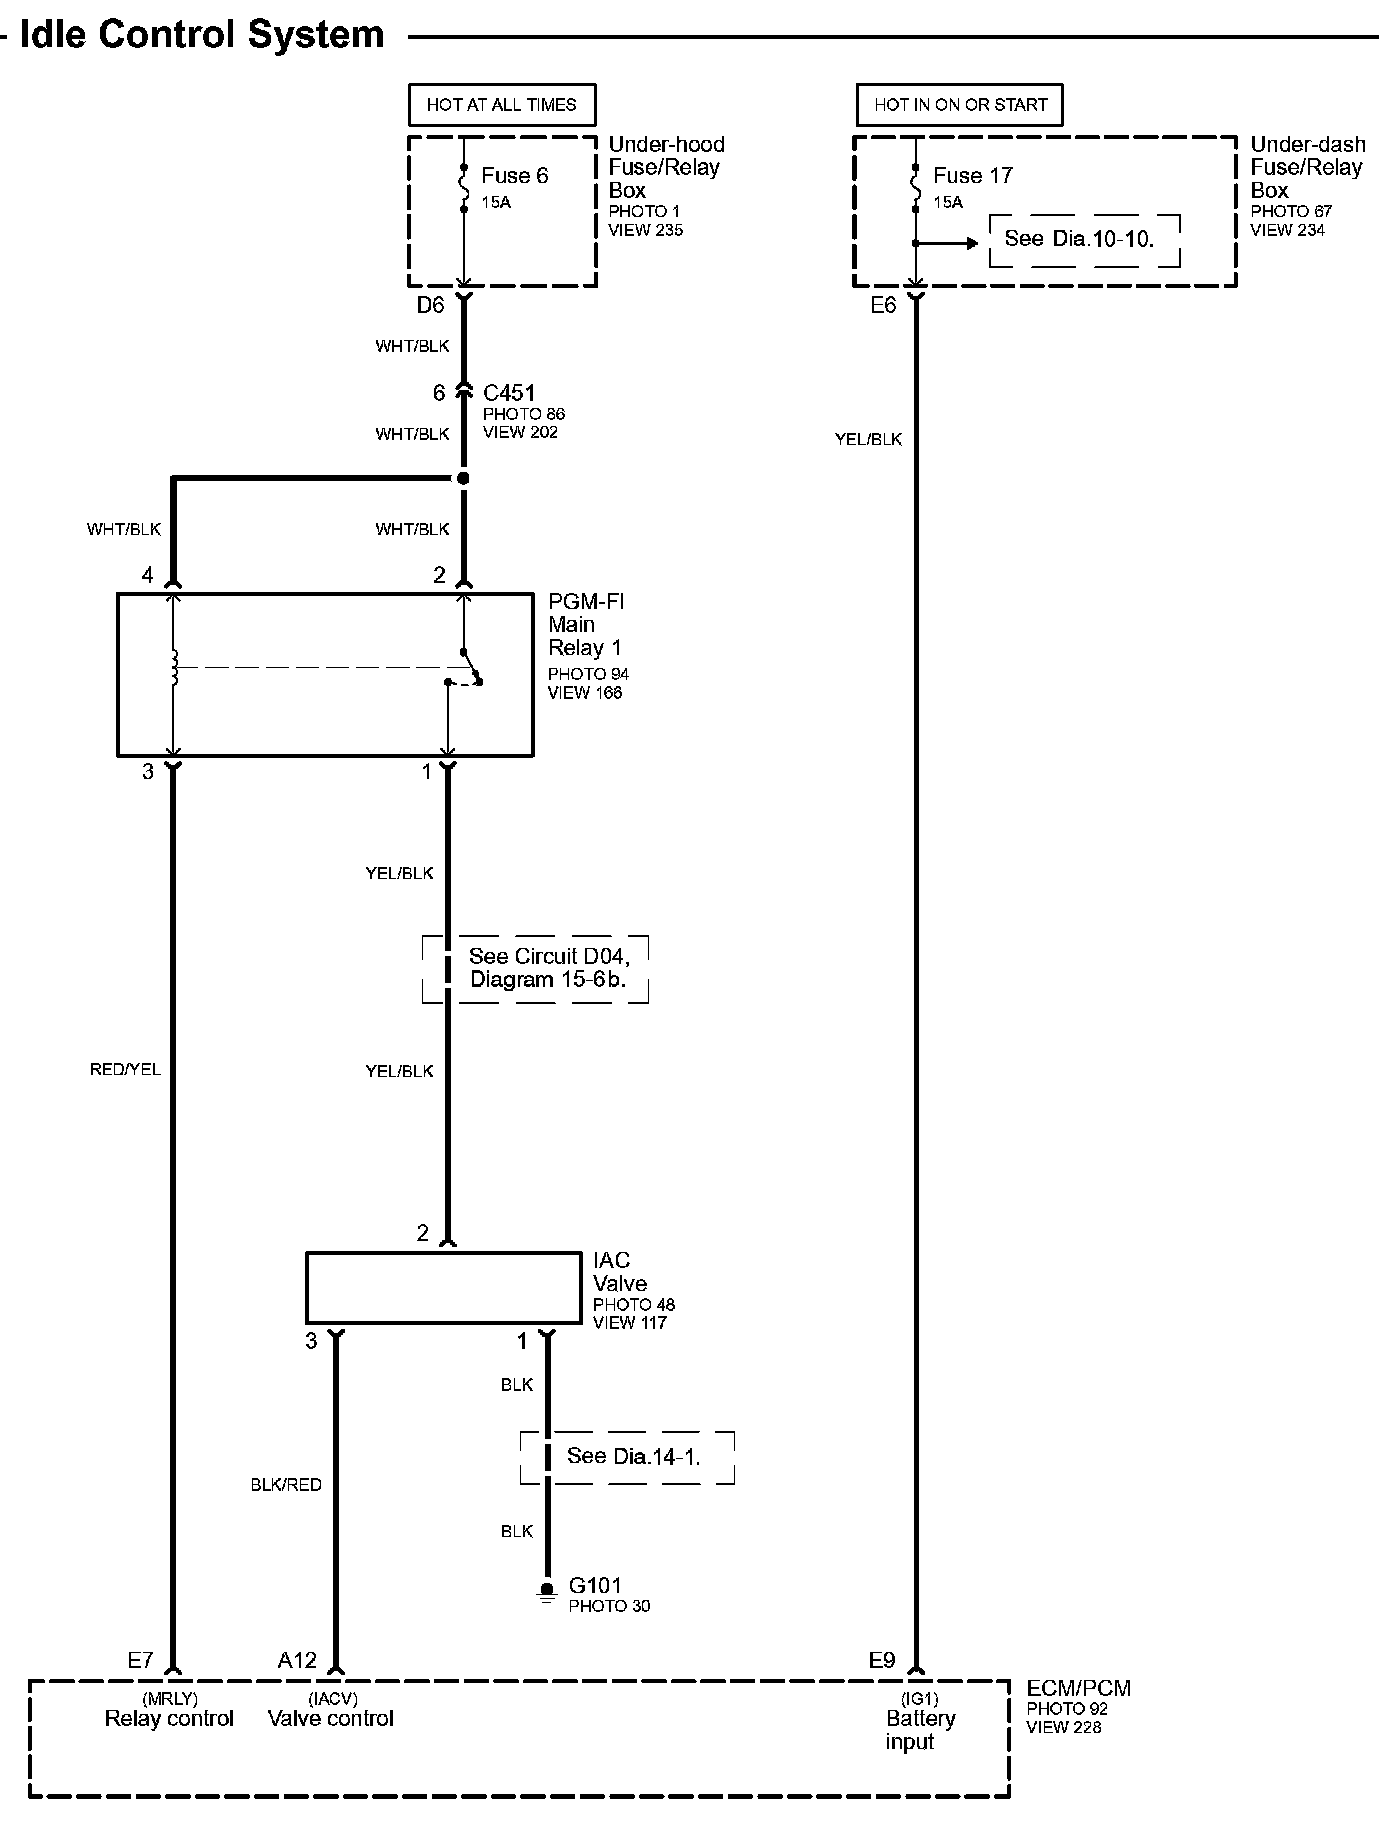 Idle Control System
HOT AT ALL TIMES
HOT IN ON OR START
Under-hood
Fuse/Relay
Box
PHOTO 1
VIEW 235
Fuse 6
15A
Under-dash
Fuse/Relay
Box
PHOTO 67
VIEW 234
Fuse 17
15A
See Dia.10-10.
D6
E6
WHT/BLK
6
C451
PHOTO 86
VIEW 202
WHT/BLK
YEL/BLK
WHT/BLK
WHT/BLK
4
2
PGM-FI
Main
Relay 1
PHOTO 94
VIEW 166
3
1
YEL/BLK
See Circuit D04,
Diagram 15-6b.
RED/YEL
YEL/BLK
2
IAC
Valve
PHOTO 48
VIEW 117
3
1
BLK
See Dia.14-1.
BLK/RED
BLK
G101
PHOTO 30
E7
A12
E9
(MRLY)
Relay control
(IACV)
Valve control
(IG1)
Battery
input
ECM/PCM
PHOTO 92
VIEW 228